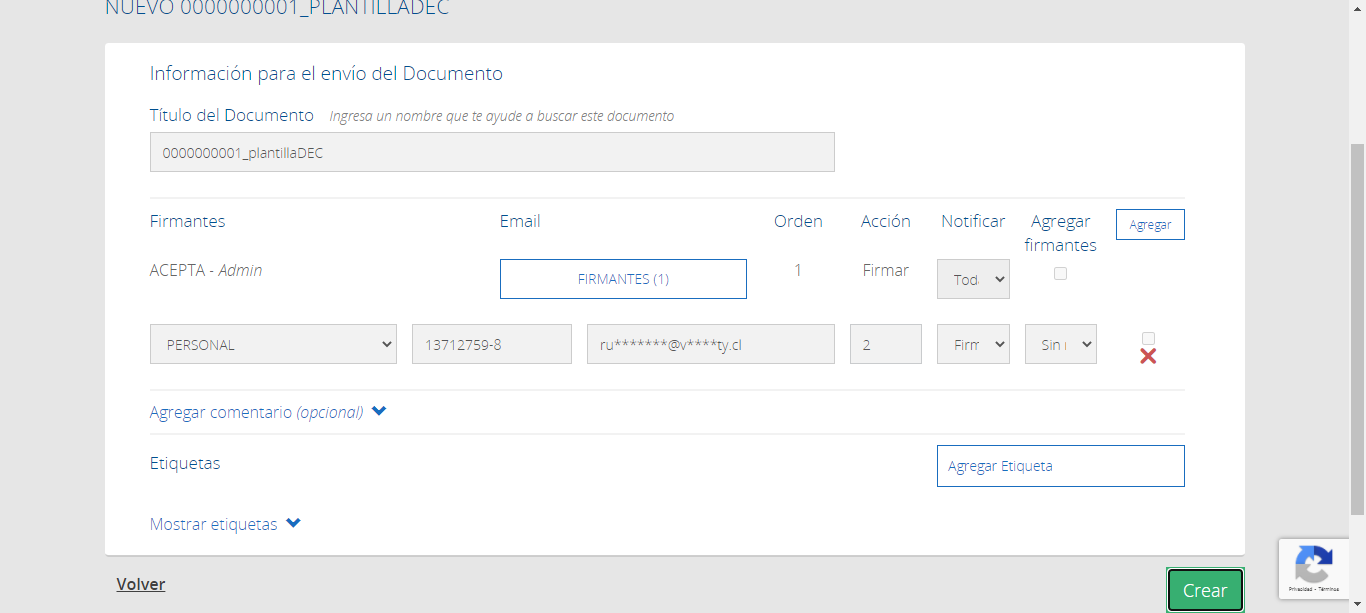 NUEVO 0000000001_PLANTILLADEC
Información para el envío del Documento
Título del Documento Ingresa un nombre que te ayude a buscar este documento
0000000001_plantillaDEC
Firmantes Email Orden Acción Notificar Agregar firmantes Agregar
ACEPTA - Admin FIRMANTES (1) 1 Firmar Tod
PERSONAL 13712759-8 ru*******@v****ty.cl 2 Firm Sin
Agregar comentario (opcional)
Etiquetas Agregar Etiqueta
Mostrar etiquetas
Volver Crear
Privacidad - Términos